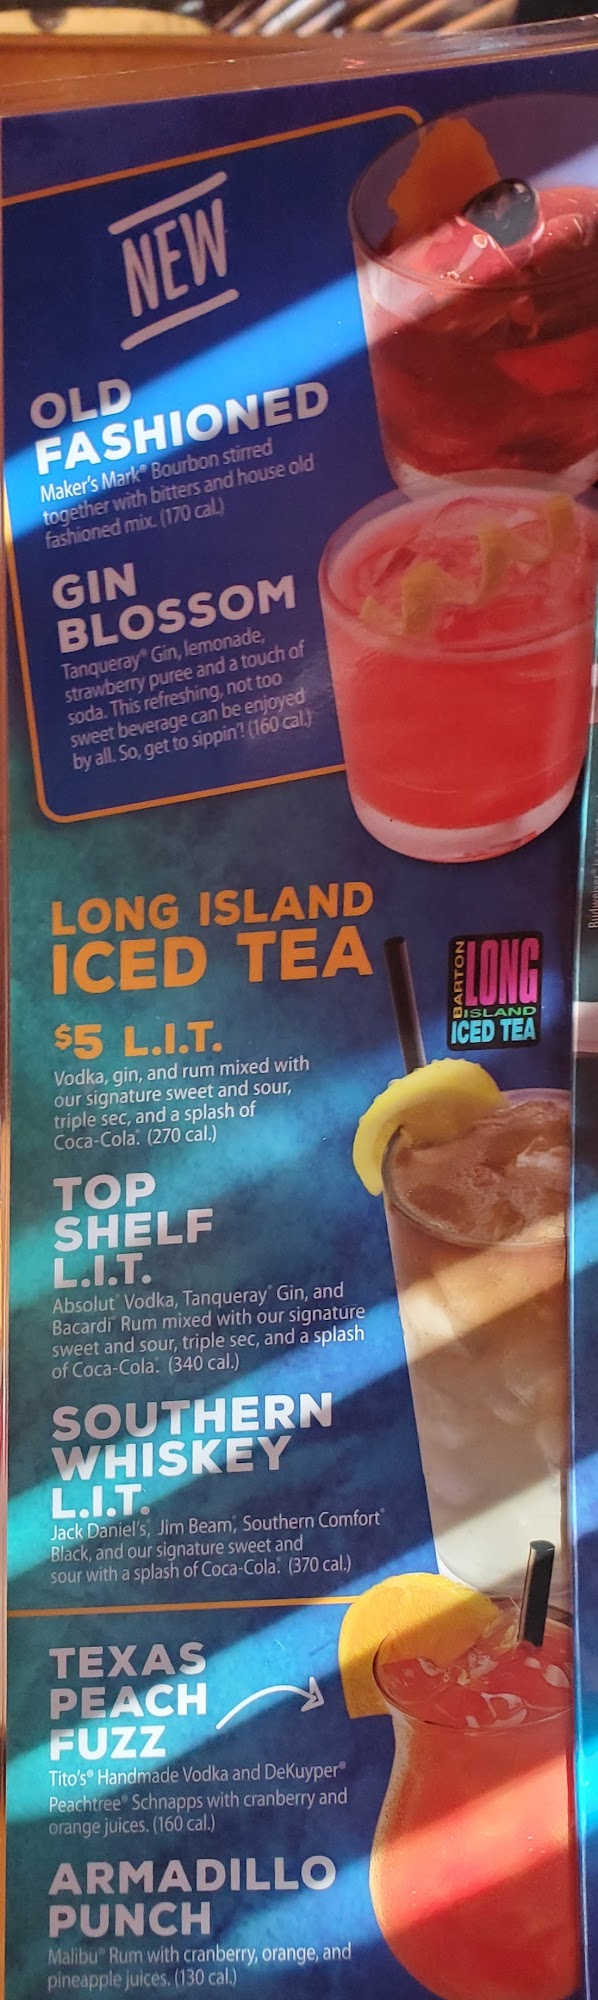 NEW
OLD
FASHIONED
Maker's Mark® Bourbon stirred
together with bitters and house old
fashioned mix. (170 cal.)
GIN
BLOSSOM
Tanqueray® Gin, lemonade,
strawberry puree and a touch of
soda. This refreshing, not too
sweet beverage can be enjoyed
by all. So, get to sippin'! (160 cal.)
LONG ISLAND
ICED TEA
BARTON
LONG
ISLAND
ICED TEA
$5 L.I.T.
Vodka, gin, and rum mixed with
our signature sweet and sour,
triple sec, and a splash of
Coca-Cola. (270 cal.)
TOP
SHELF
L.I.T.
Absolut® Vodka, Tanqueray® Gin, and
Bacardi® Rum mixed with our signature
sweet and sour, triple sec, and a splash
of Coca-Cola®. (340 cal.)
SOUTHERN
WHISKEY
L.I.T.
Jack Daniel's®, Jim Beam®, Southern Comfort®
Black, and our signature sweet and
sour with a splash of Coca-Cola®. (370 cal.)
TEXAS
PEACH
FUZZ
Tito's® Handmade Vodka and DeKuyper®
Peachtree® Schnapps with cranberry and
orange juices. (160 cal.)
ARMADILLO
PUNCH
Malibu® Rum with cranberry, orange, and
pineapple juices. (130 cal.)
Budweiser